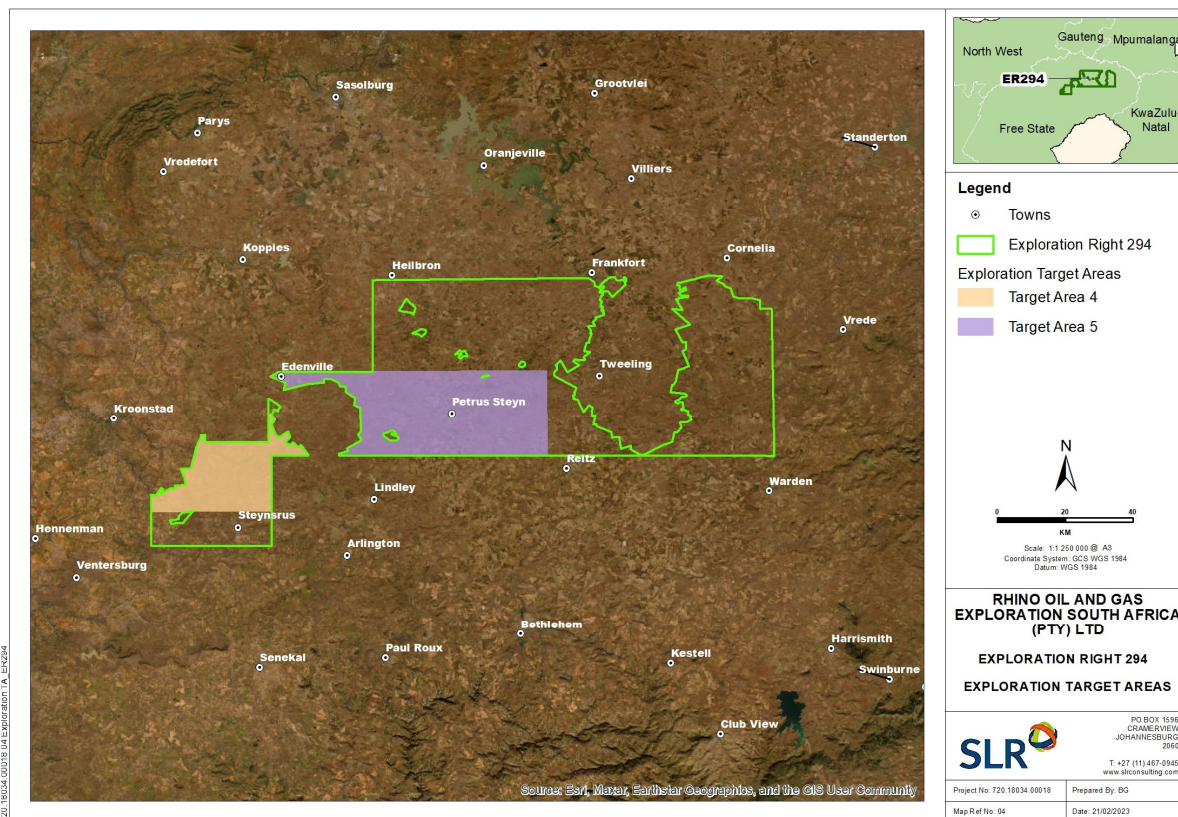 Sasolburg
Grootvlei
Parys
Standerton
Oranjeville
Vredefort
Villiers
Koppies
Cornelia
Frankfort
Heilbron
Vrede
Edenville
Tweeling
Petrus Steyn
Kroonstad
Reitz
Warden
Lindley
Steynsrus
Hennenman
Arlington
Ventersburg
Bethlehem
Harrismith
Paul Roux
Kestell
Senekal
Swinburne
Club View
Source: Esri, Maxar, Earthstar Geographics, and the GIS User Community
Gauteng
Mpumalanga
North West
ER294
KwaZulu
Natal
Free State
Legend
Towns
Exploration Right 294
Exploration Target Areas
Target Area 4
Target Area 5
N
0 20 40
KM
Scale: 1:1 250 000 @ A3
Coordinate System: GCS WGS 1984
Datum: WGS 1984
RHINO OIL AND GAS
EXPLORATION SOUTH AFRICA
(PTY) LTD
EXPLORATION RIGHT 294
EXPLORATION TARGET AREAS
SLR
PO BOX 1596
CRAMERVIEW
JOHANNESBURG
2060
T: +27 (11) 467-0945
www.slrconsulting.com
Project No: 720.18034.00018
Prepared By: BG
Map Ref No: 04
Date: 21/02/2023
20.18034.00018 04 Exploration TA_ER294